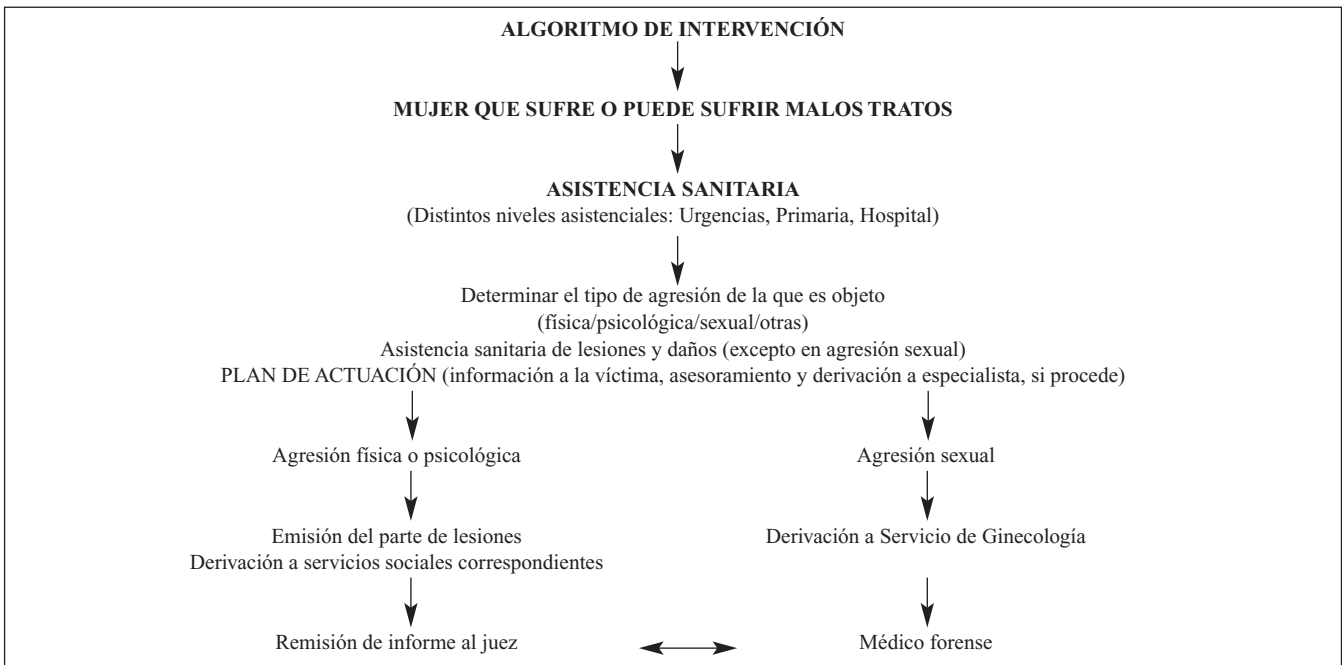 ALGORITMO DE INTERVENCIÓN
MUJER QUE SUFRE O PUEDE SUFRIR MALOS TRATOS
ASISTENCIA SANITARIA
(Distintos niveles asistenciales: Urgencias, Primaria, Hospital)
Determinar el tipo de agresión de la que es objeto
(física/psicológica/sexual/otras)
Asistencia sanitaria de lesiones y daños (excepto en agresión sexual)
PLAN DE ACTUACIÓN (información a la víctima, asesoramiento y derivación a especialista, si procede)
Agresión física o psicológica
Agresión sexual
Emisión del parte de lesiones
Derivación a servicios sociales correspondientes
Derivación a Servicio de Ginecología
Remisión de informe al juez
Médico forense